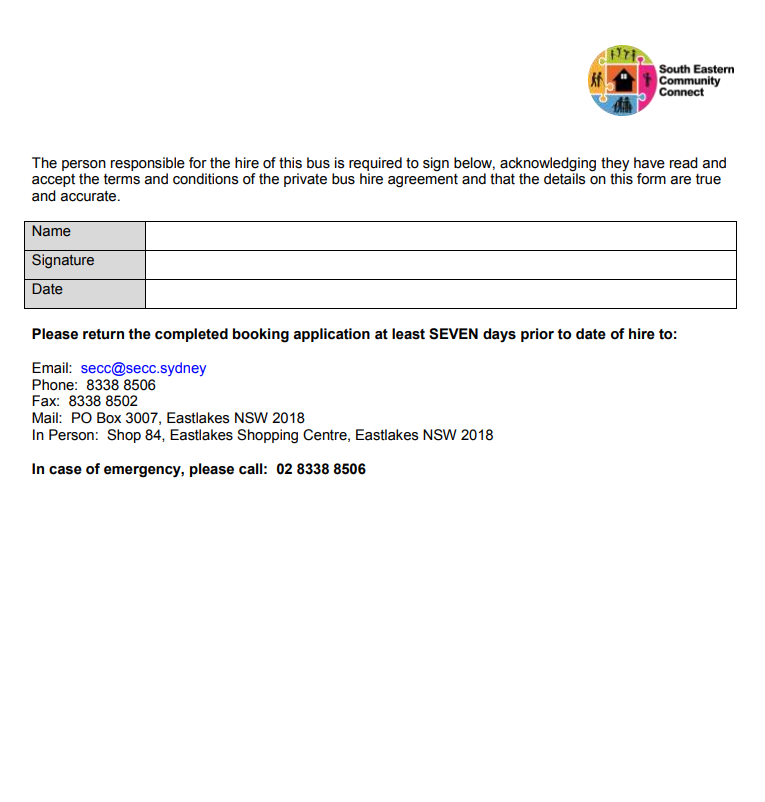 South Eastern
Community
Connect
The person responsible for the hire of this bus is required to sign below, acknowledging they have read and
accept the terms and conditions of the private bus hire agreement and that the details on this form are true
and accurate.
Name
Signature
Date
Please return the completed booking application at least SEVEN days prior to date of hire to:
Email: secc@secc.sydney
Phone: 8338 8506
Fax: 8338 8502
Mail: PO Box 3007, Eastlakes NSW 2018
In Person: Shop 84, Eastlakes Shopping Centre, Eastlakes NSW 2018
In case of emergency, please call: 02 8338 8506